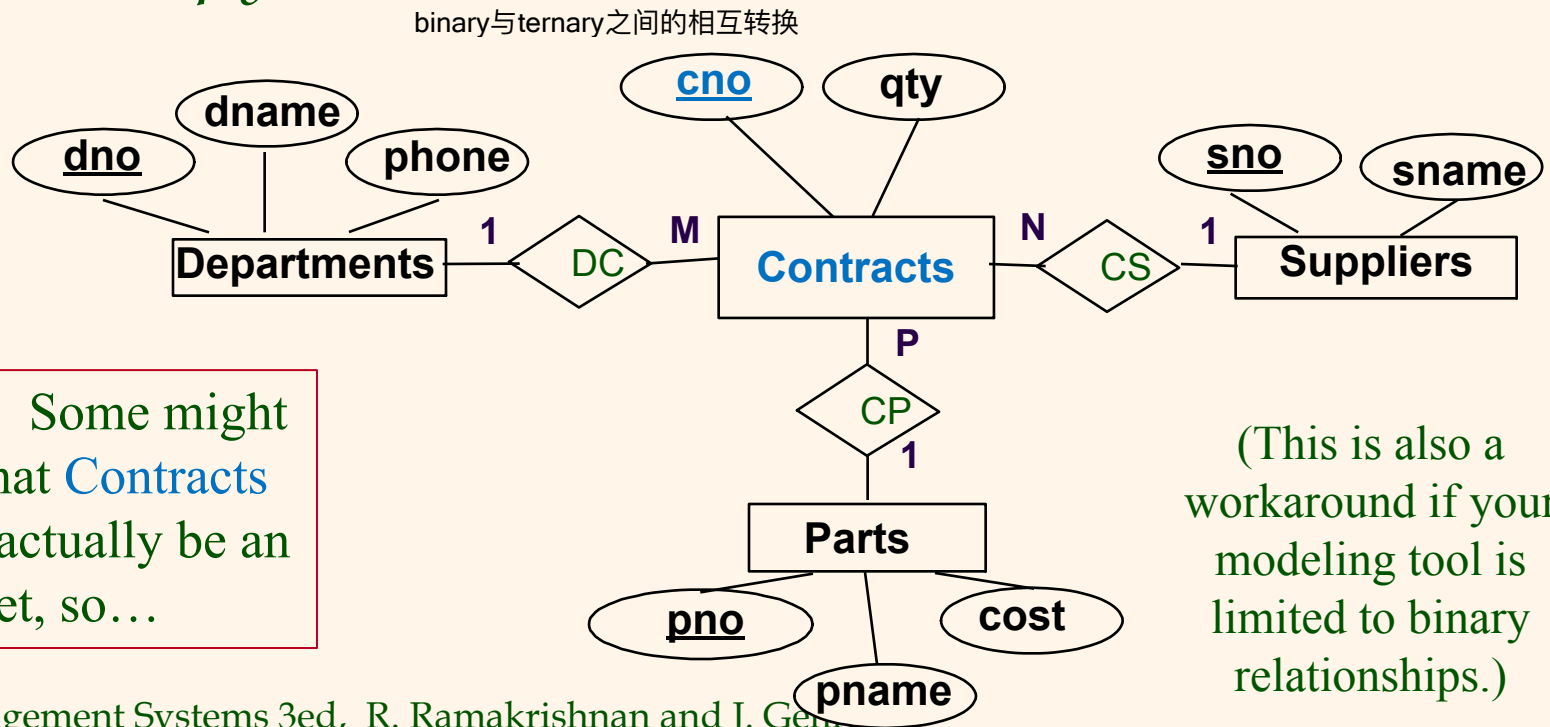 binary与ternary之间的相互转换
cno
qty
dname
dno
phone
sno
sname
1
M
N
1
Departments
DC
Contracts
CS
Suppliers
P
CP
1
Some might
Contracts
actually be an
so…
Parts
pno
cost
pname
(This is also a
workaround if your
modeling tool is
limited to binary
relationships.)
Systems 3ed, R. Ramakrishnan and J.